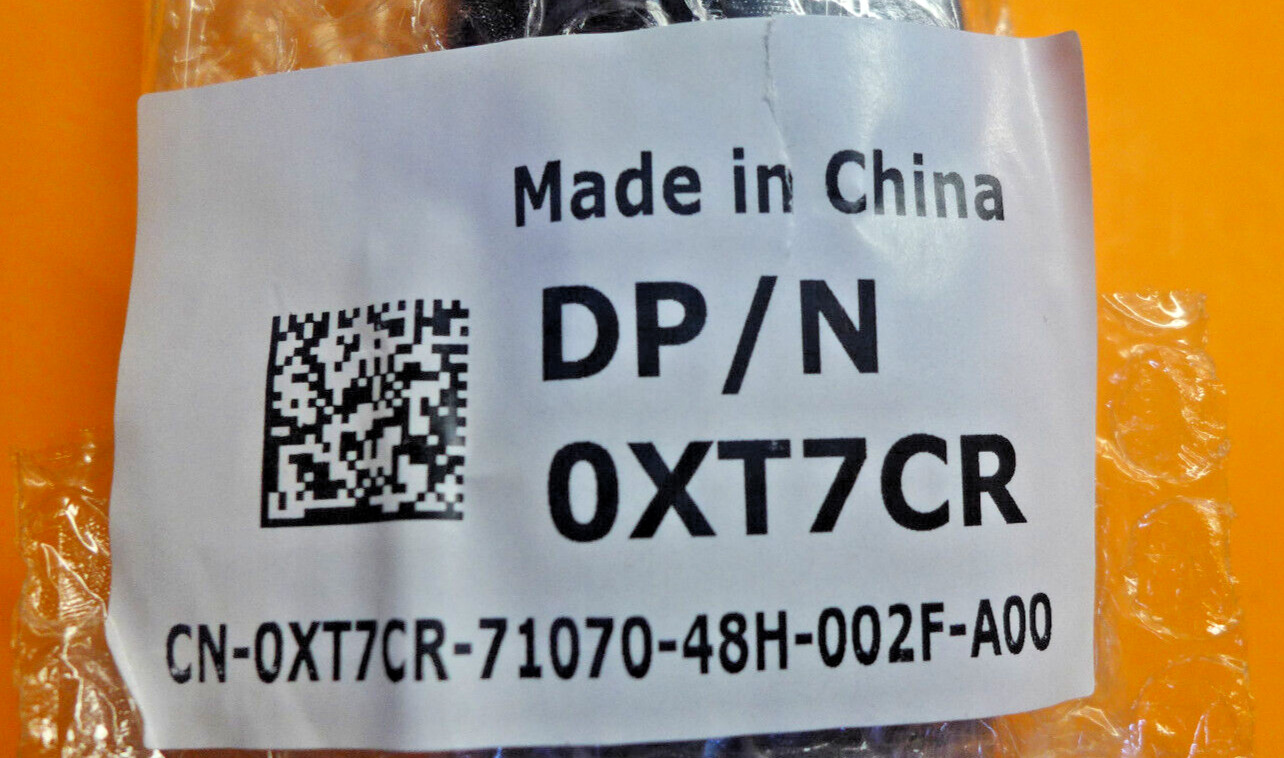 Made in China
DP/N
0XT7CR
CN-0XT7CR-71070-48H-002F-A00